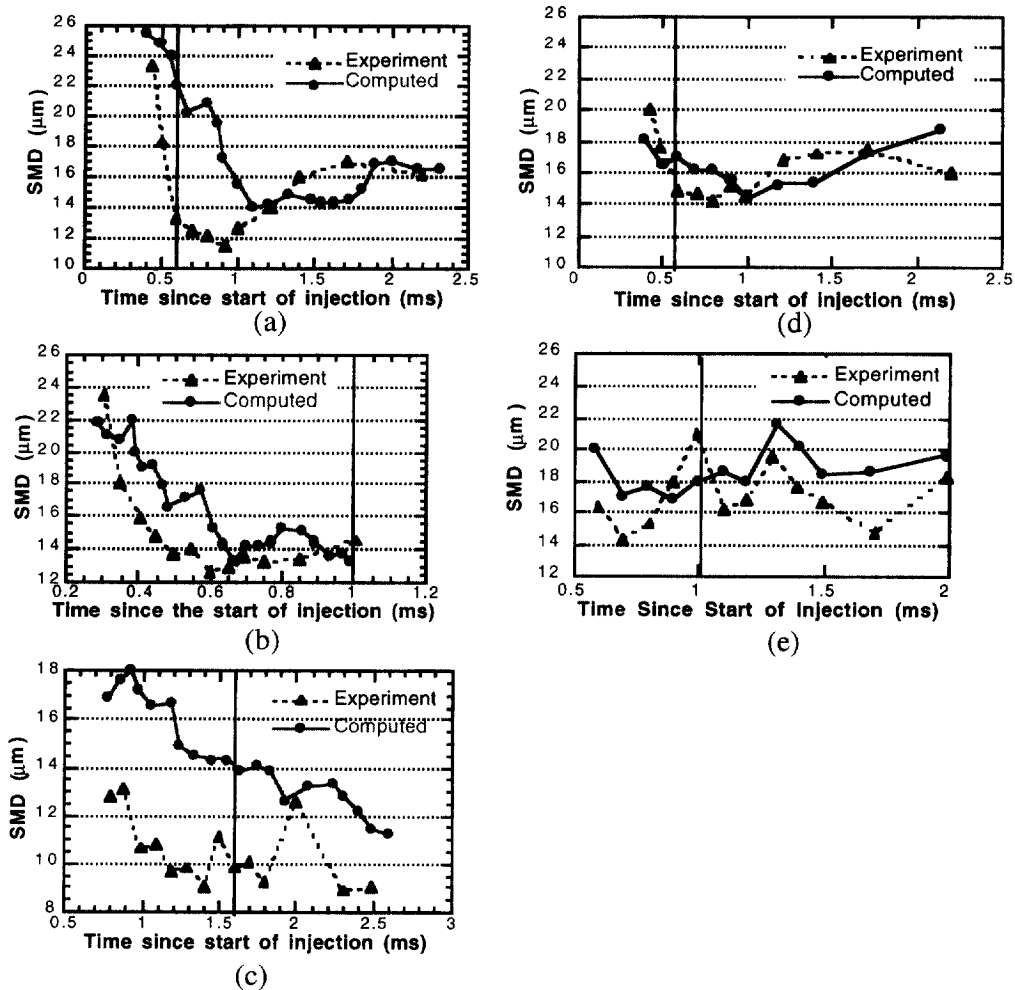 26
24
22
20
18
16
14
12
10
SMD (μm)
Experiment
Computed
0 0.5 1 1.5 2 2.5
Time since start of injection (ms)
(a)
26
24
22
20
18
16
14
12
10
SMD (μm)
Experiment
Computed
0 0.5 1 1.5 2 2.5
Time since start of injection (ms)
(d)
26
24
22
20
18
16
14
12
SMD (μm)
Experiment
Computed
0.2 0.4 0.6 0.8 1 1.2
Time since the start of injection (ms)
(b)
26
24
22
20
18
16
14
12
SMD (μm)
Experiment
Computed
0.5 1 1.5 2
Time Since Start of Injection (ms)
(e)
18
16
14
12
10
8
SMD (μm)
Experiment
Computed
0.5 1 1.5 2 2.5 3
Time since start of injection (ms)
(c)